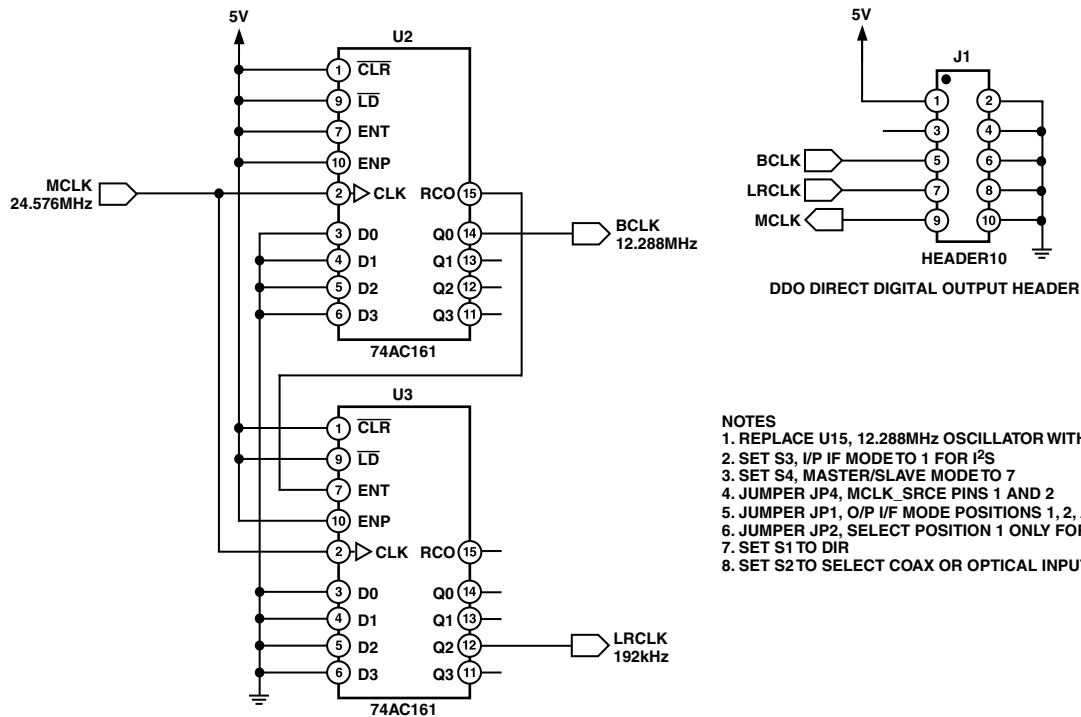 5V
U2
1 CLR
9 LD
7 ENT
10 ENP
MCLK
24.576MHz
2 CLK
RCO 15
3 D0
Q0 14
BCLK
12.288MHz
4 D1
Q1 13
5 D2
Q2 12
6 D3
Q3 11
74AC161
U3
1 CLR
9 LD
7 ENT
10 ENP
2 CLK
RCO 15
3 D0
Q0 14
4 D1
Q1 13
5 D2
Q2 12
LRCLK
192kHz
6 D3
Q3 11
74AC161
5V
J1
1 2
3 4
BCLK 5 6
LRCLK 7 8
MCLK 9 10
HEADER10
DDO DIRECT DIGITAL OUTPUT HEADER
NOTES
1. REPLACE U15, 12.288MHz OSCILLATOR WITH
2. SET S3, I/P IF MODE TO 1 FOR I²S
3. SET S4, MASTER/SLAVE MODE TO 7
4. JUMPER JP4, MCLK_SRCE PINS 1 AND 2
5. JUMPER JP1, O/P I/F MODE POSITIONS 1, 2,
6. JUMPER JP2, SELECT POSITION 1 ONLY
7. SET S1 TO DIR
8. SET S2 TO SELECT COAX OR OPTICAL